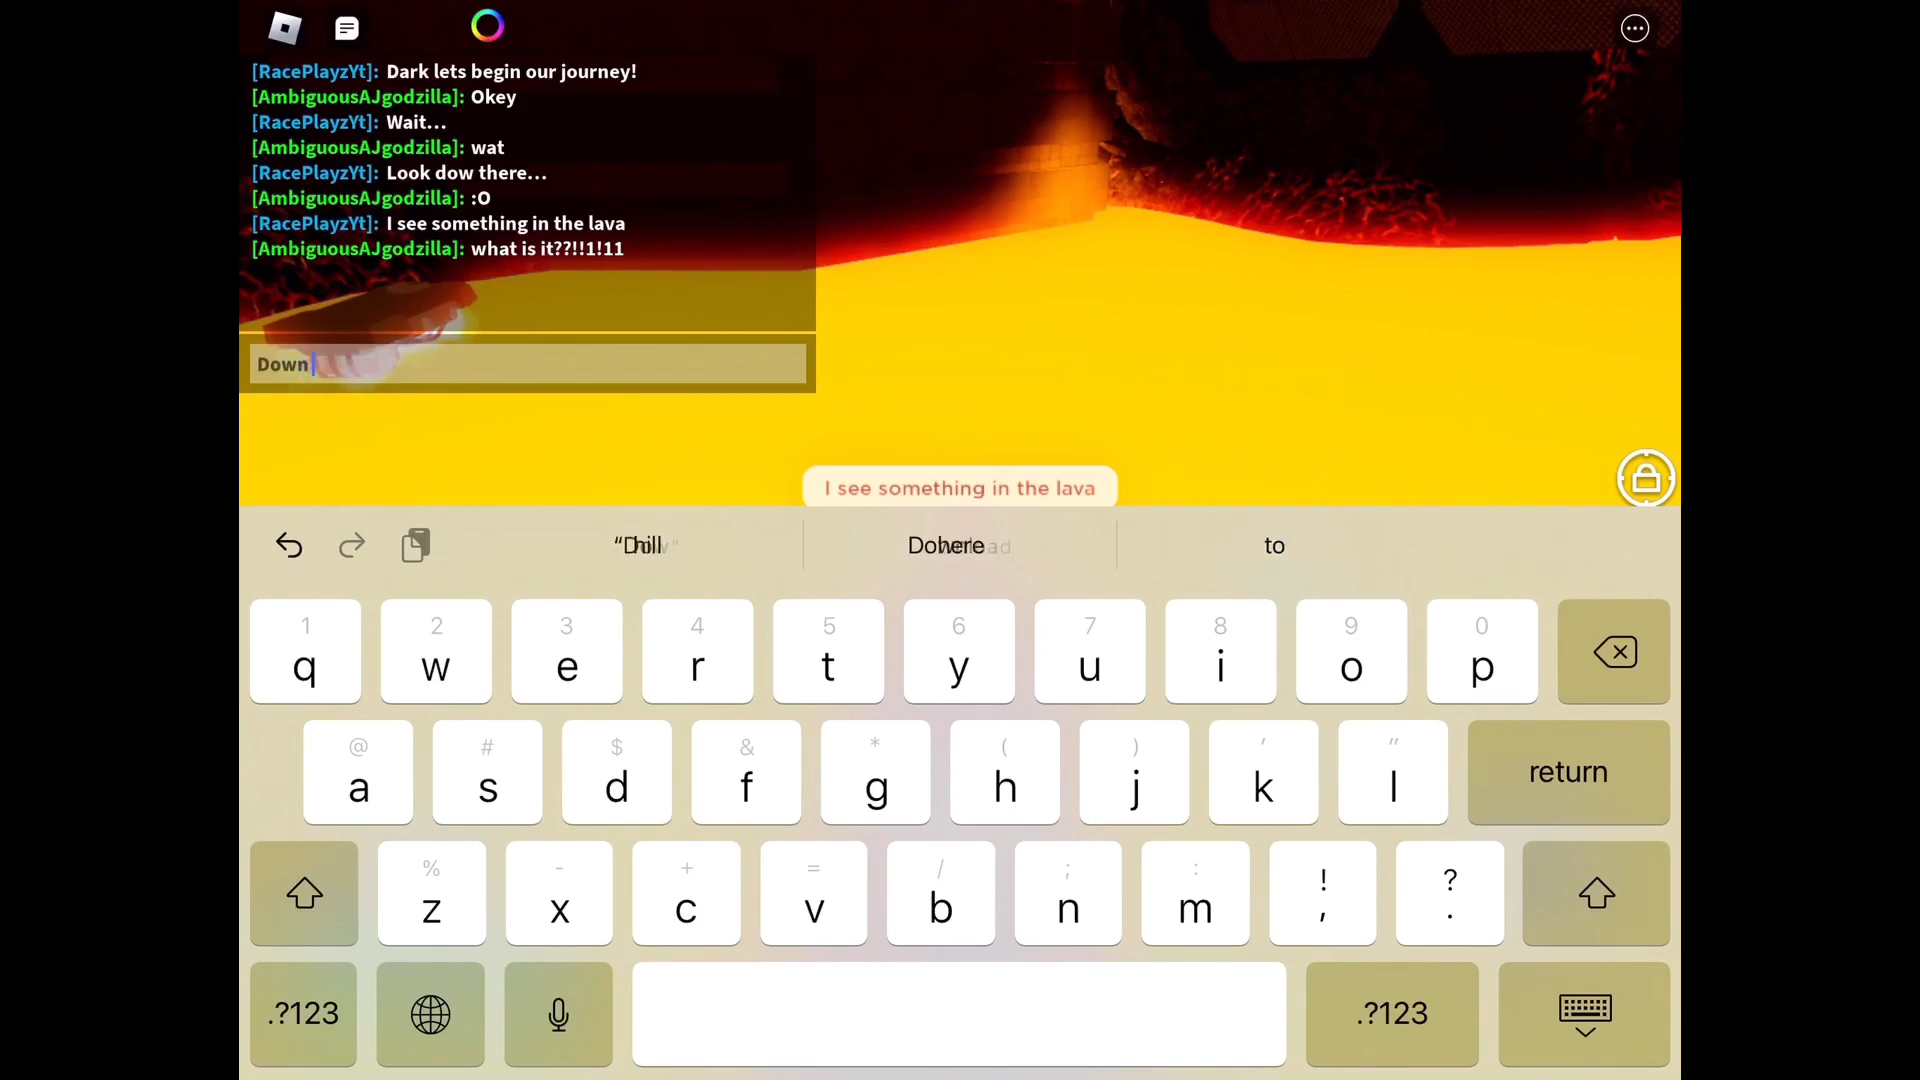 [RacePlayzYt]: Dark lets begin our journey!
[AmbiguousAJgodzilla]: Okey
[RacePlayzYt]: Wait...
[AmbiguousAJgodzilla]: wat
[RacePlayzYt]: Look dow there...
[AmbiguousAJgodzilla]: :O
[RacePlayzYt]: I see something in the lava
[AmbiguousAJgodzilla]: what is it??!!1!11
Down
I see something in the lava
to
1 2 3 4 5 6 7 8 9 0
q w e r t y u i o p
@ # $ & * ( ) ' "
a s d f g h j k l return
% - + = / ; : ! ?
z x c v b n m , .
.?123 .?123